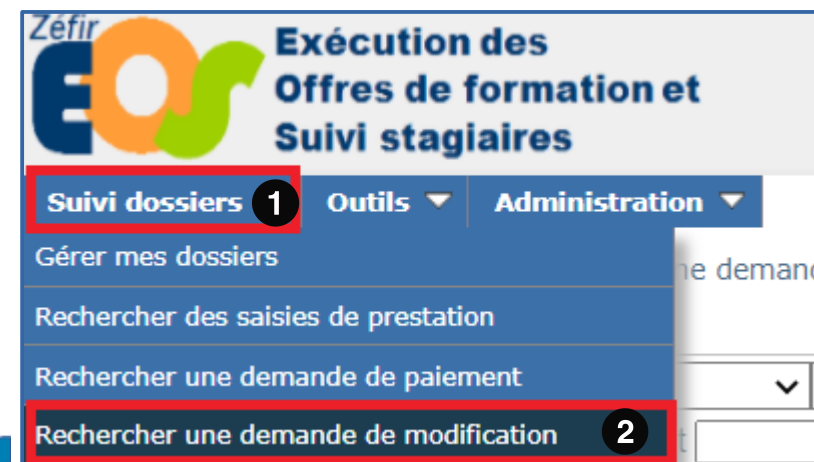 Zéfir
EOS
Exécution des
Offres de formation et
Suivi stagiaires
Suivi dossiers 1 Outils Administration
Gérer mes dossiers
Rechercher des saisies de prestation
Rechercher une demande de paiement
Rechercher une demande de modification 2